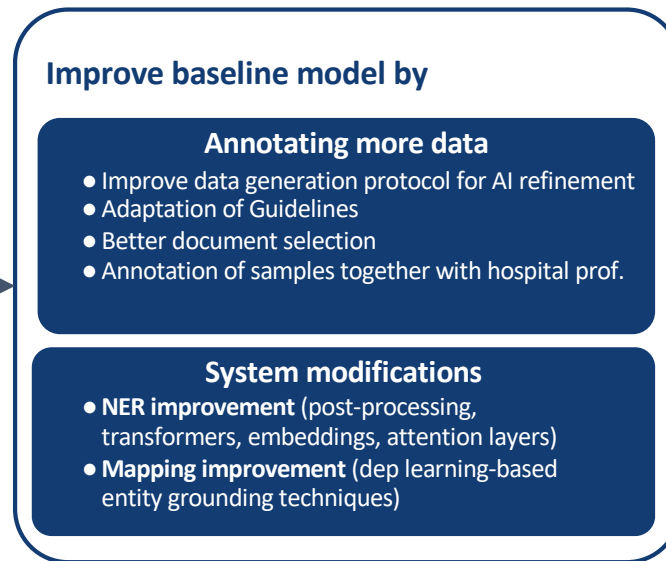 Improve baseline model by
Annotating more data
● Improve data generation protocol for AI refinement
● Adaptation of Guidelines
● Better document selection
● Annotation of samples together with hospital prof.
System modifications
● NER improvement (post-processing,
transformers, embeddings, attention layers)
● Mapping improvement (dep learning-based
entity grounding techniques)